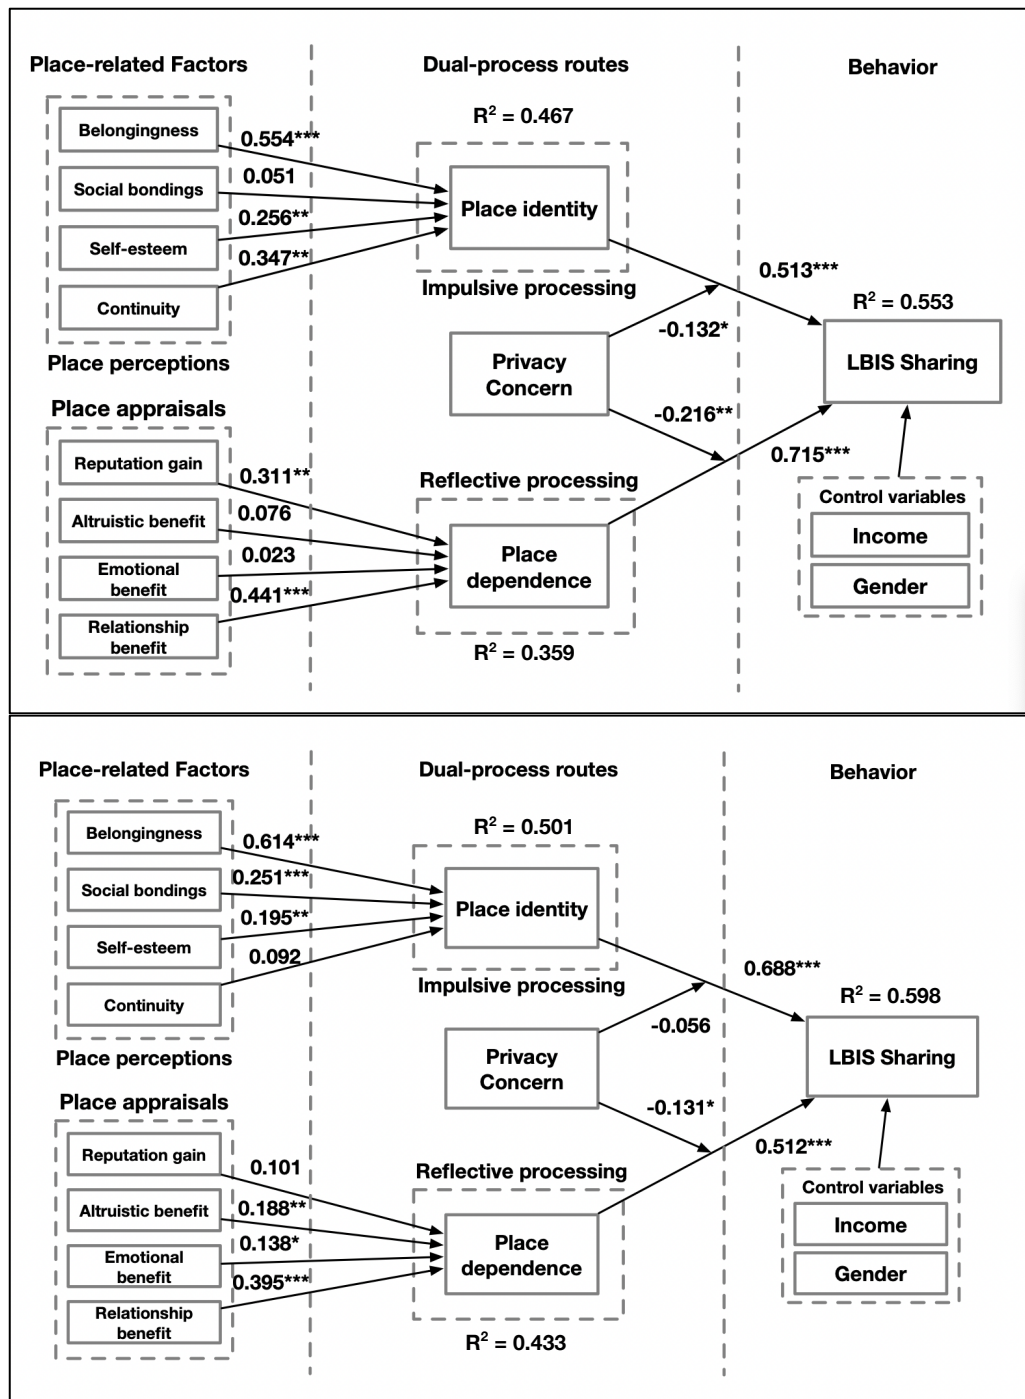 Place-related Factors
Dual-process routes
Behavior
R² = 0.467
Belongingness
0.554***
Social bondings
0.051
Self-esteem
0.256**
Continuity
0.347**
Place perceptions
Place identity
Impulsive processing
0.513***
R² = 0.553
-0.132*
Privacy
Concern
LBIS Sharing
-0.216**
0.715***
Place appraisals
Reputation gain
0.311**
Altruistic benefit
0.076
Emotional
benefit
0.023
Relationship
benefit
0.441***
Reflective processing
Place
dependence
R² = 0.359
Control variables
Income
Gender
Place-related Factors
Dual-process routes
Behavior
R² = 0.501
Belongingness
0.614***
Social bondings
0.251***
Self-esteem
0.195**
Continuity
0.092
Place perceptions
Place identity
Impulsive processing
0.688***
R² = 0.598
-0.056
Privacy
Concern
LBIS Sharing
-0.131*
0.512***
Place appraisals
Reputation gain
0.101
Altruistic benefit
0.188**
Emotional
benefit
0.138*
Relationship
benefit
0.395***
Reflective processing
Place
dependence
R² = 0.433
Control variables
Income
Gender